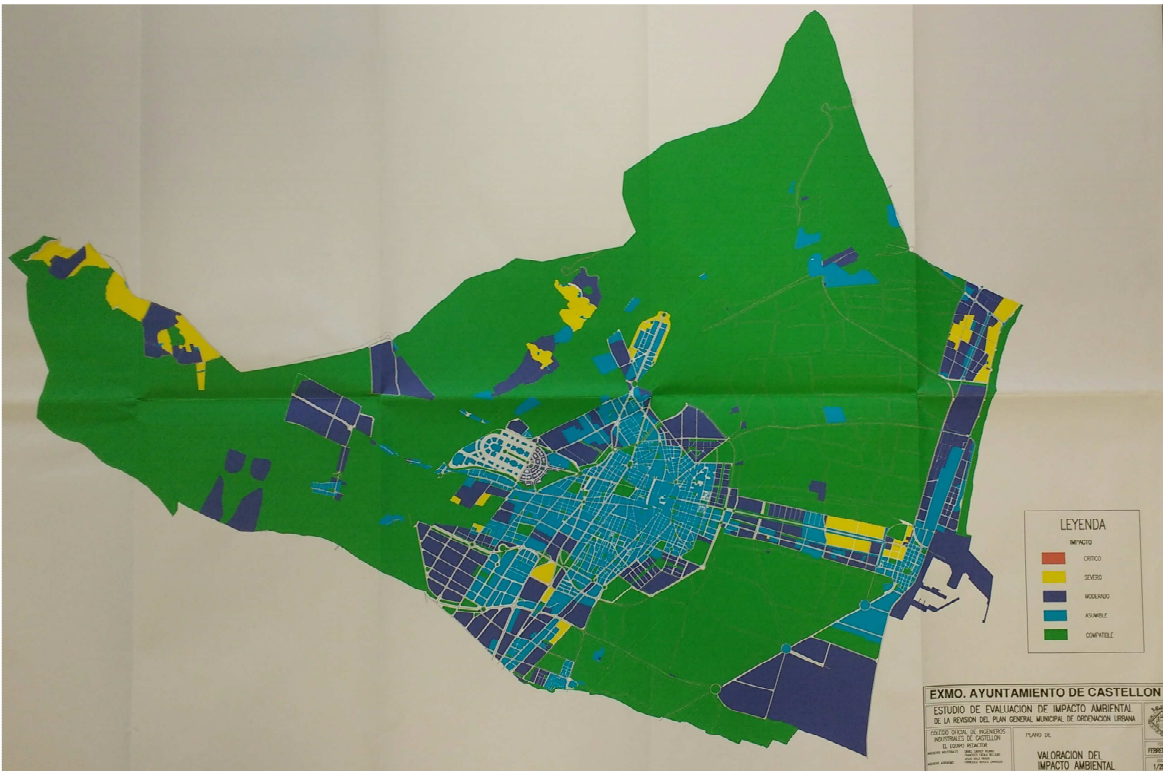 LEYENDA
IMPACTO
CRITICO
SEVERO
MODERADO
ASUMIBLE
COMPATIBLE
EXMO. AYUNTAMIENTO DE CASTELLON
ESTUDIO DE EVALUACION DE IMPACTO AMBIENTAL
DE LA REVISION DEL PLAN GENERAL MUNICIPAL DE ORDENACION URBANA
COLEGIO OFICIAL DE INGENIEROS
INDUSTRIALES DE CASTELLON
EL EQUIPO REDACTOR
PLANO DE
VALORACION DEL
IMPACTO AMBIENTAL